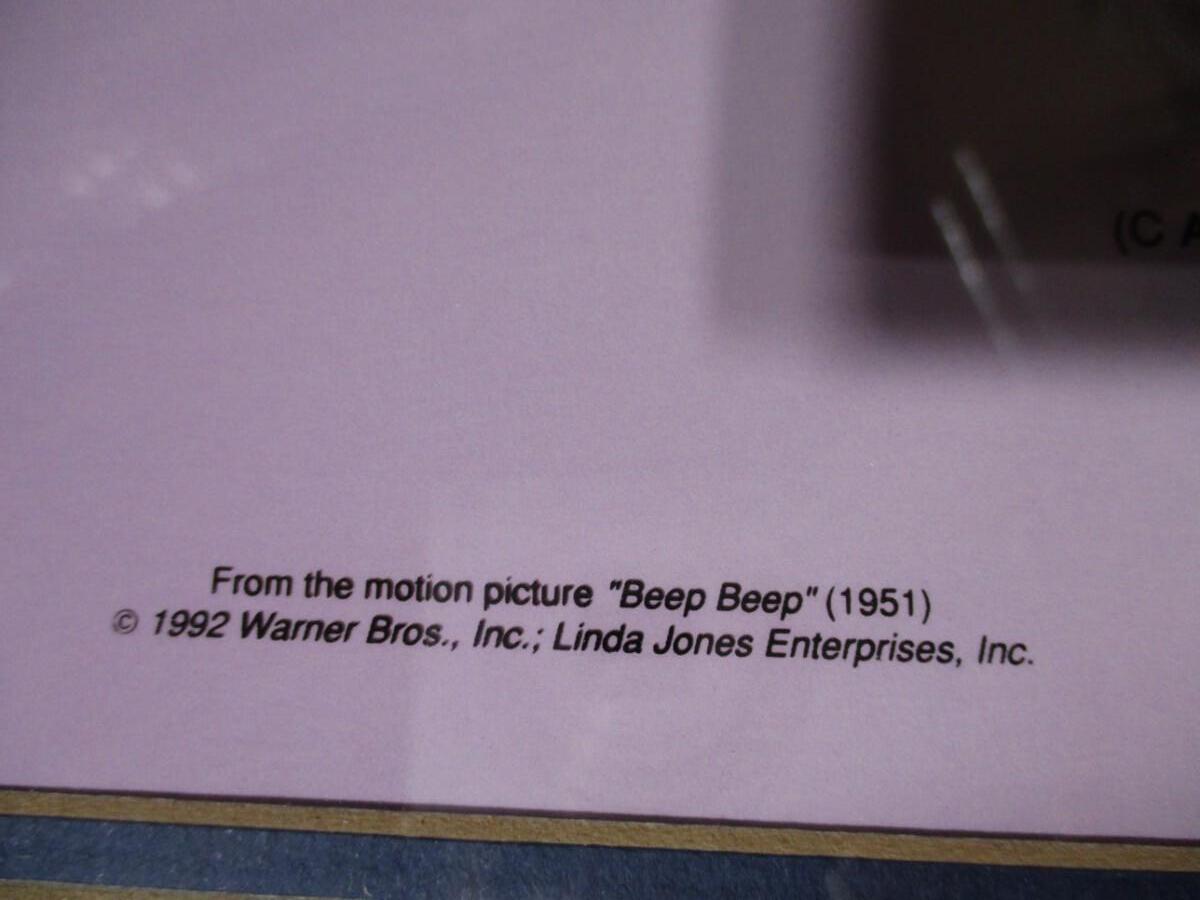 (C A
From the motion picture "Beep Beep" (1951)
© 1992 Warner Bros., Inc.; Linda Jones Enterprises, Inc.